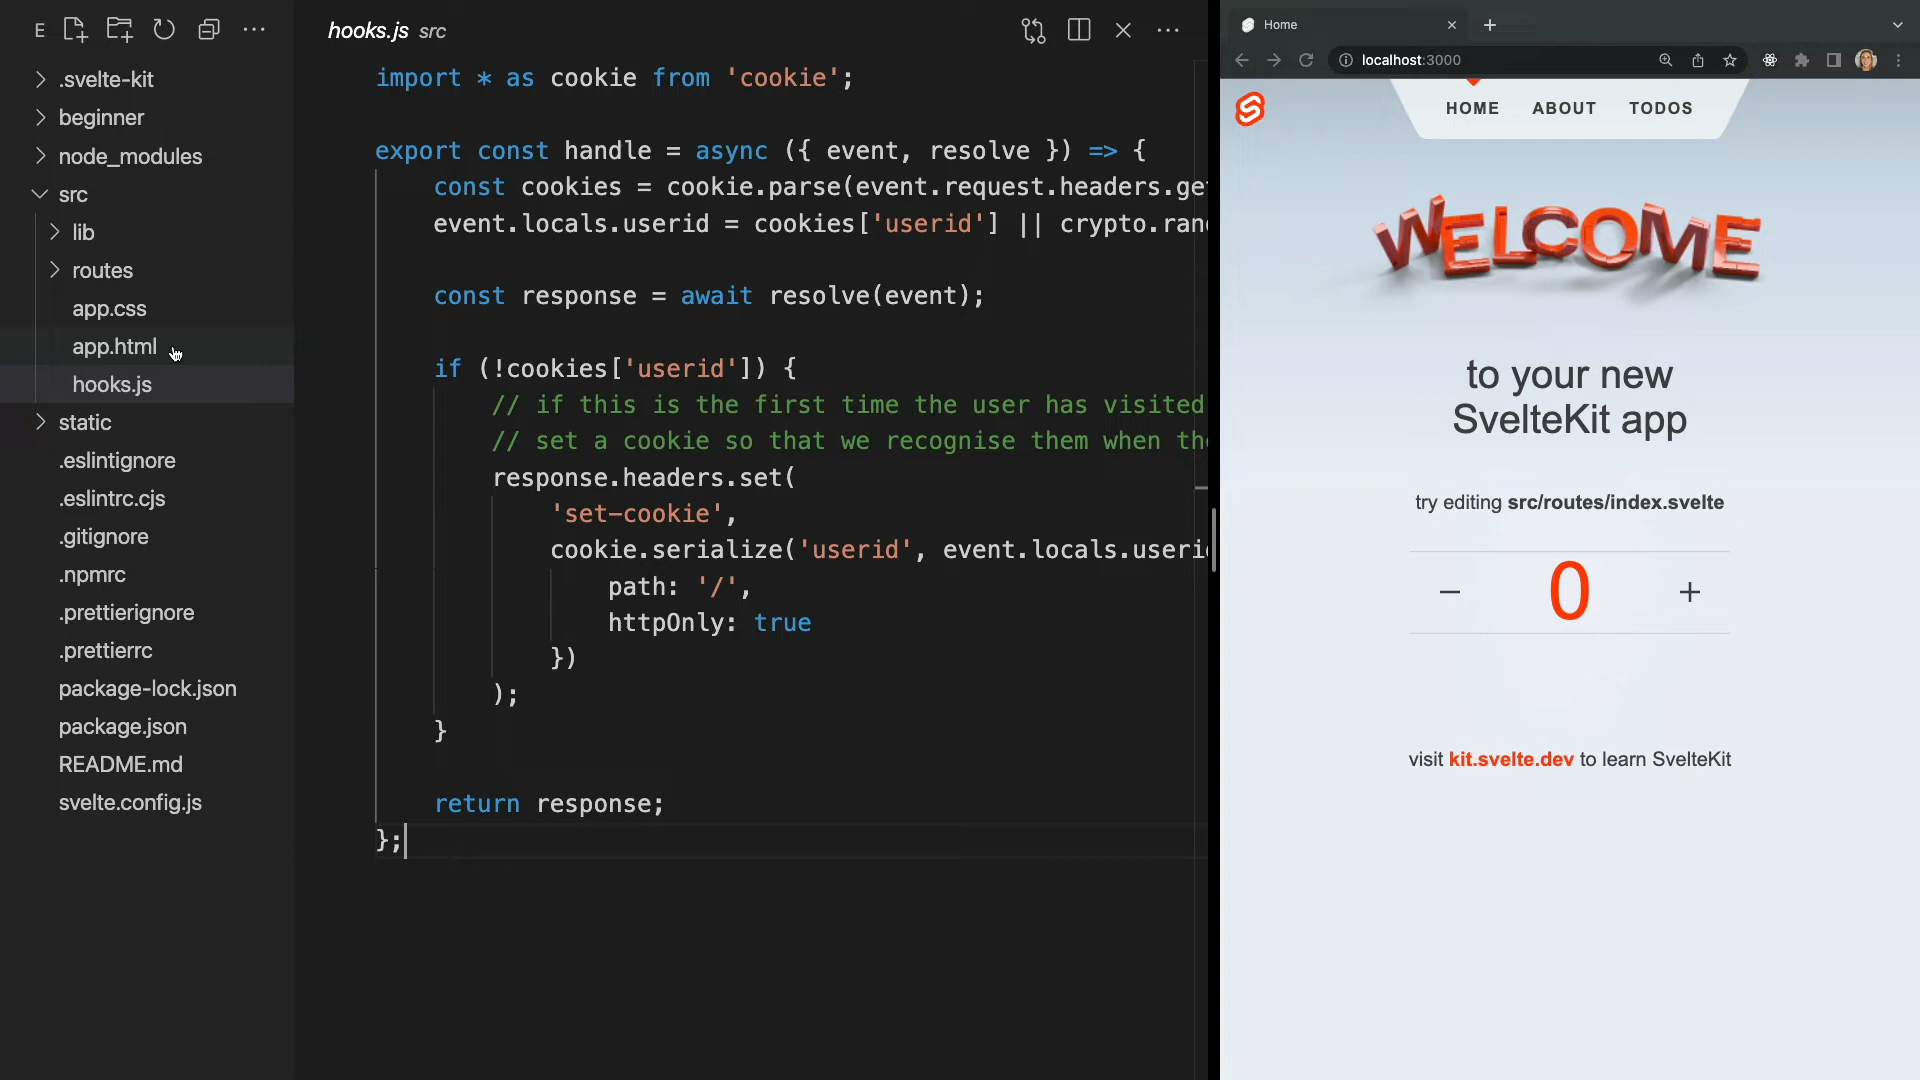 E
.svelte-kit
beginner
node_modules
src
lib
routes
app.css
app.html
hooks.js
static
.eslintignore
.eslintrc.cjs
.gitignore
.npmrc
.prettierignore
.prettierrc
package-lock.json
package.json
README.md
svelte.config.js
hooks.js src
import * as cookie from 'cookie';
export const handle = async ({ event, resolve }) => {
const cookies = cookie.parse(event.request.headers.ge
event.locals.userid = cookies['userid'] || crypto.ran
const response = await resolve(event);
if (!cookies['userid']) {
// if this is the first time the user has visited
// set a cookie so that we recognise them when th
response.headers.set(
'set-cookie',
cookie.serialize('userid', event.locals.useri
path: '/',
httpOnly: true
})
);
}
return response;
};
Home
localhost:3000
HOME ABOUT TODOS
WELCOME
to your new
SvelteKit app
try editing src/routes/index.svelte
− 0 +
visit kit.svelte.dev to learn SvelteKit